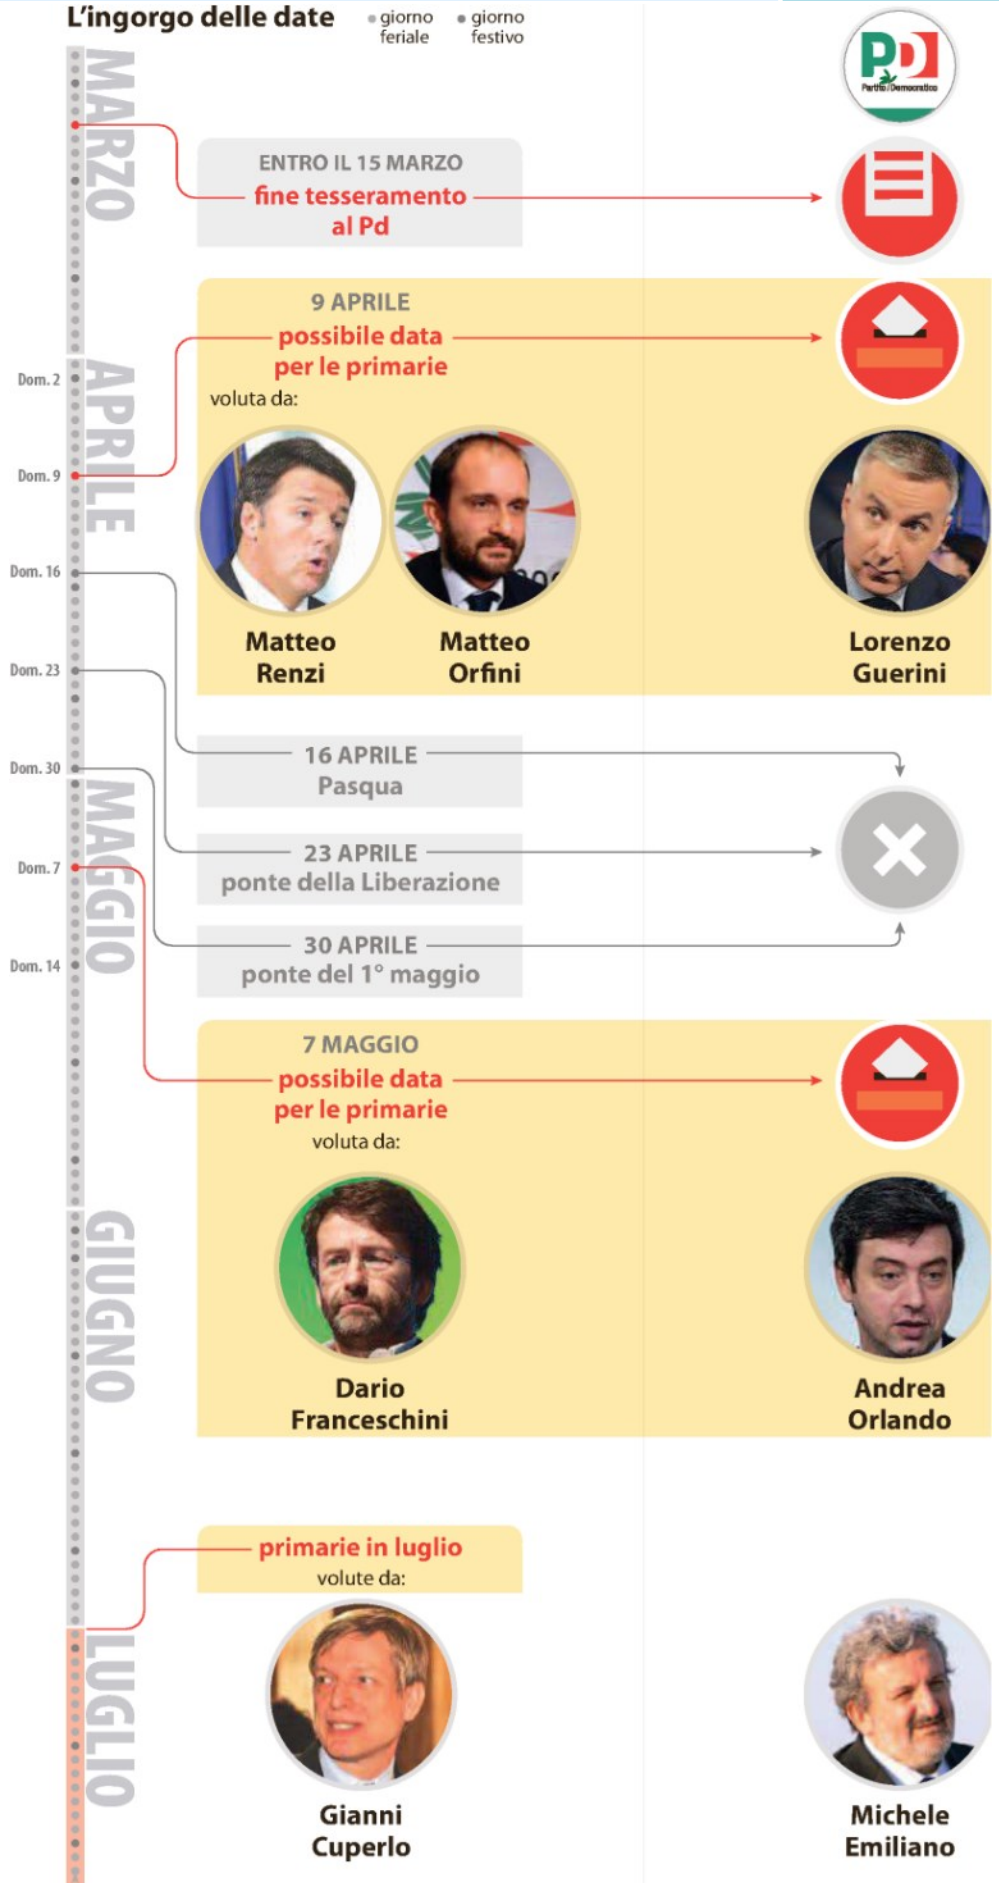 L'ingorgo delle date
giorno
feriale
giorno
festivo
PD
Partito Democratico
MARZO
ENTRO IL 15 MARZO
fine tesseramento
al Pd
9 APRILE
possibile data
per le primarie
voluta da:
APRILE
Dom. 2
Dom. 9
Dom. 16
Dom. 23
Dom. 30
Matteo
Renzi
Matteo
Orfini
Lorenzo
Guerini
16 APRILE
Pasqua
23 APRILE
ponte della Liberazione
30 APRILE
ponte del 1° maggio
MAGGIO
Dom. 7
Dom. 14
7 MAGGIO
possibile data
per le primarie
voluta da:
Dario
Franceschini
Andrea
Orlando
GIUGNO
primarie in luglio
volute da:
LUGLIO
Gianni
Cuperlo
Michele
Emiliano